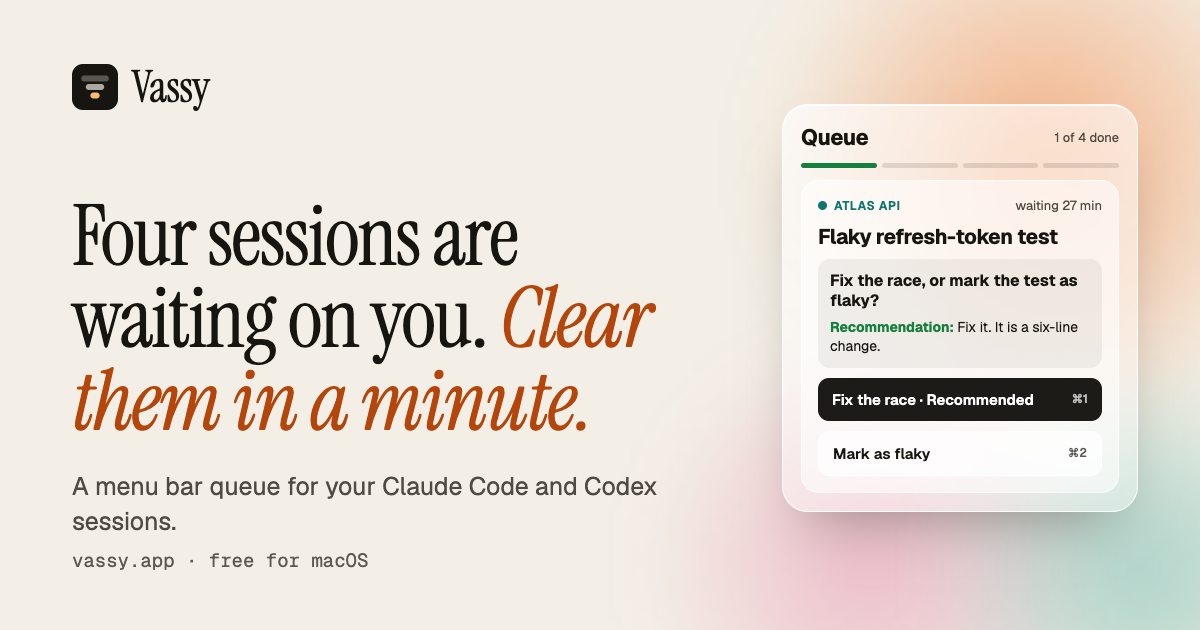 Vassy
Four sessions are
waiting on you. Clear
them in a minute.
A menu bar queue for your Claude Code and Codex
sessions.
vassy.app · free for macOS
Queue
1 of 4 done
ATLAS API
waiting 27 min
Flaky refresh-token test
Fix the race, or mark the test as
flaky?
Recommendation: Fix it. It is a six-line
change.
Fix the race · Recommended
⌘1
Mark as flaky
⌘2